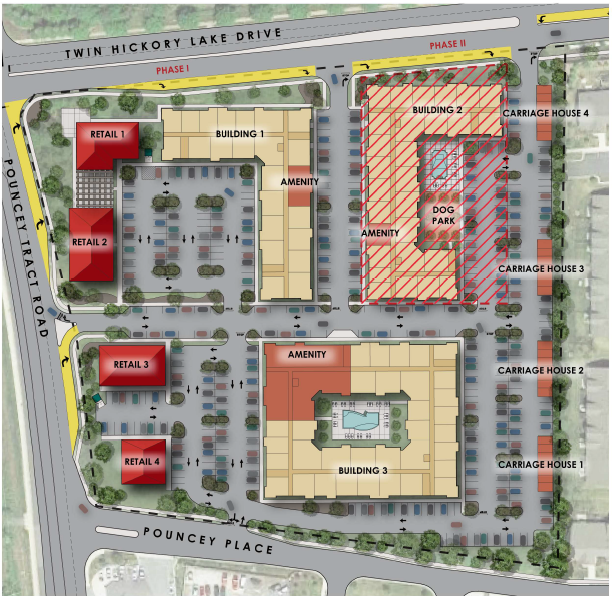 TWIN HICKORY LAKE DRIVE
PHASE I
PHASE III
RETAIL 1
BUILDING 1
BUILDING 2
CARRIAGE HOUSE 4
AMENITY
DOG
PARK
AMENITY
RETAIL 2
POUNCEY TRACT ROAD
CARRIAGE HOUSE 3
AMENITY
RETAIL 3
CARRIAGE HOUSE 2
RETAIL 4
BUILDING 3
CARRIAGE HOUSE 1
POUNCEY PLACE